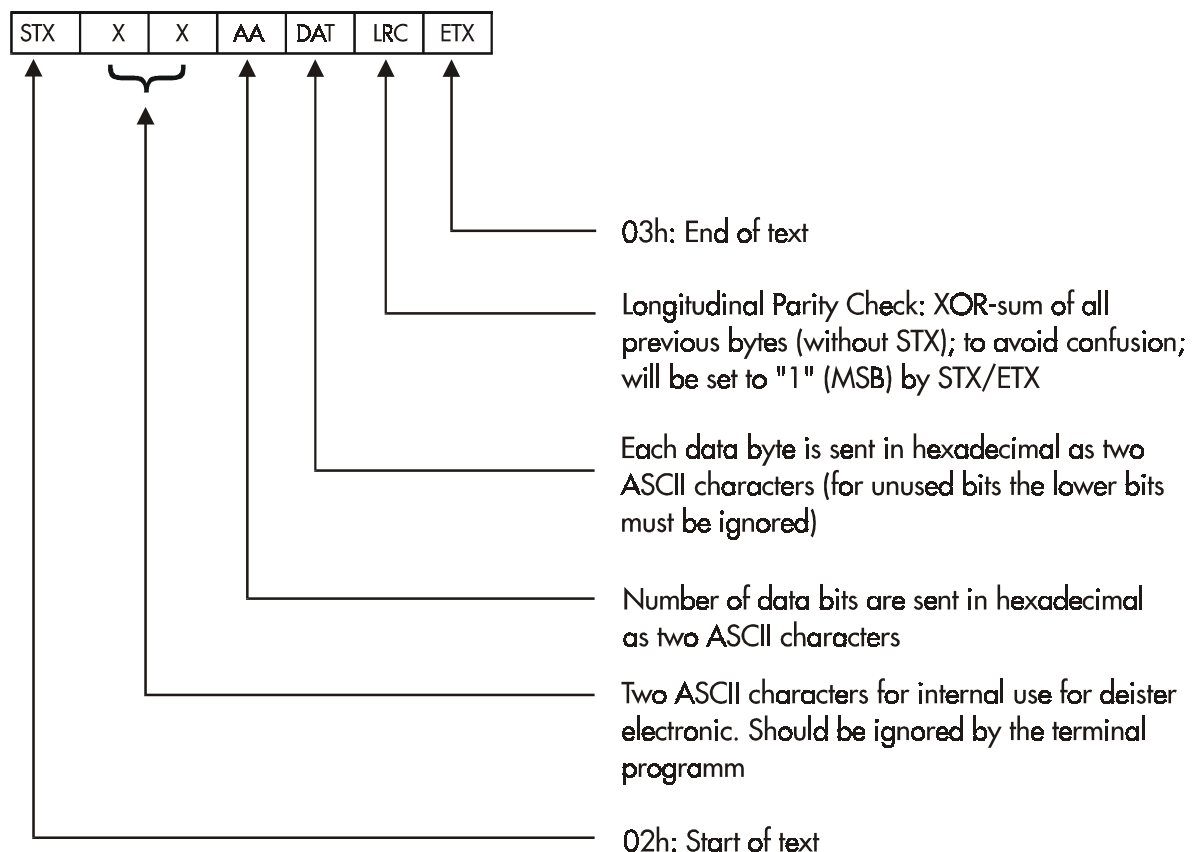 STX X X AA DAT LRC ETX
03h: End of text
Longitudinal Parity Check: XOR-sum of all
previous bytes (without STX); to avoid confusion;
will be set to "1" (MSB) by STX/ETX
Each data byte is sent in hexadecimal as two
ASCII characters (for unused bits the lower bits
must be ignored)
Number of data bits are sent in hexadecimal
as two ASCII characters
Two ASCII characters for internal use for deister
electronic. Should be ignored by the terminal
programm
02h: Start of text